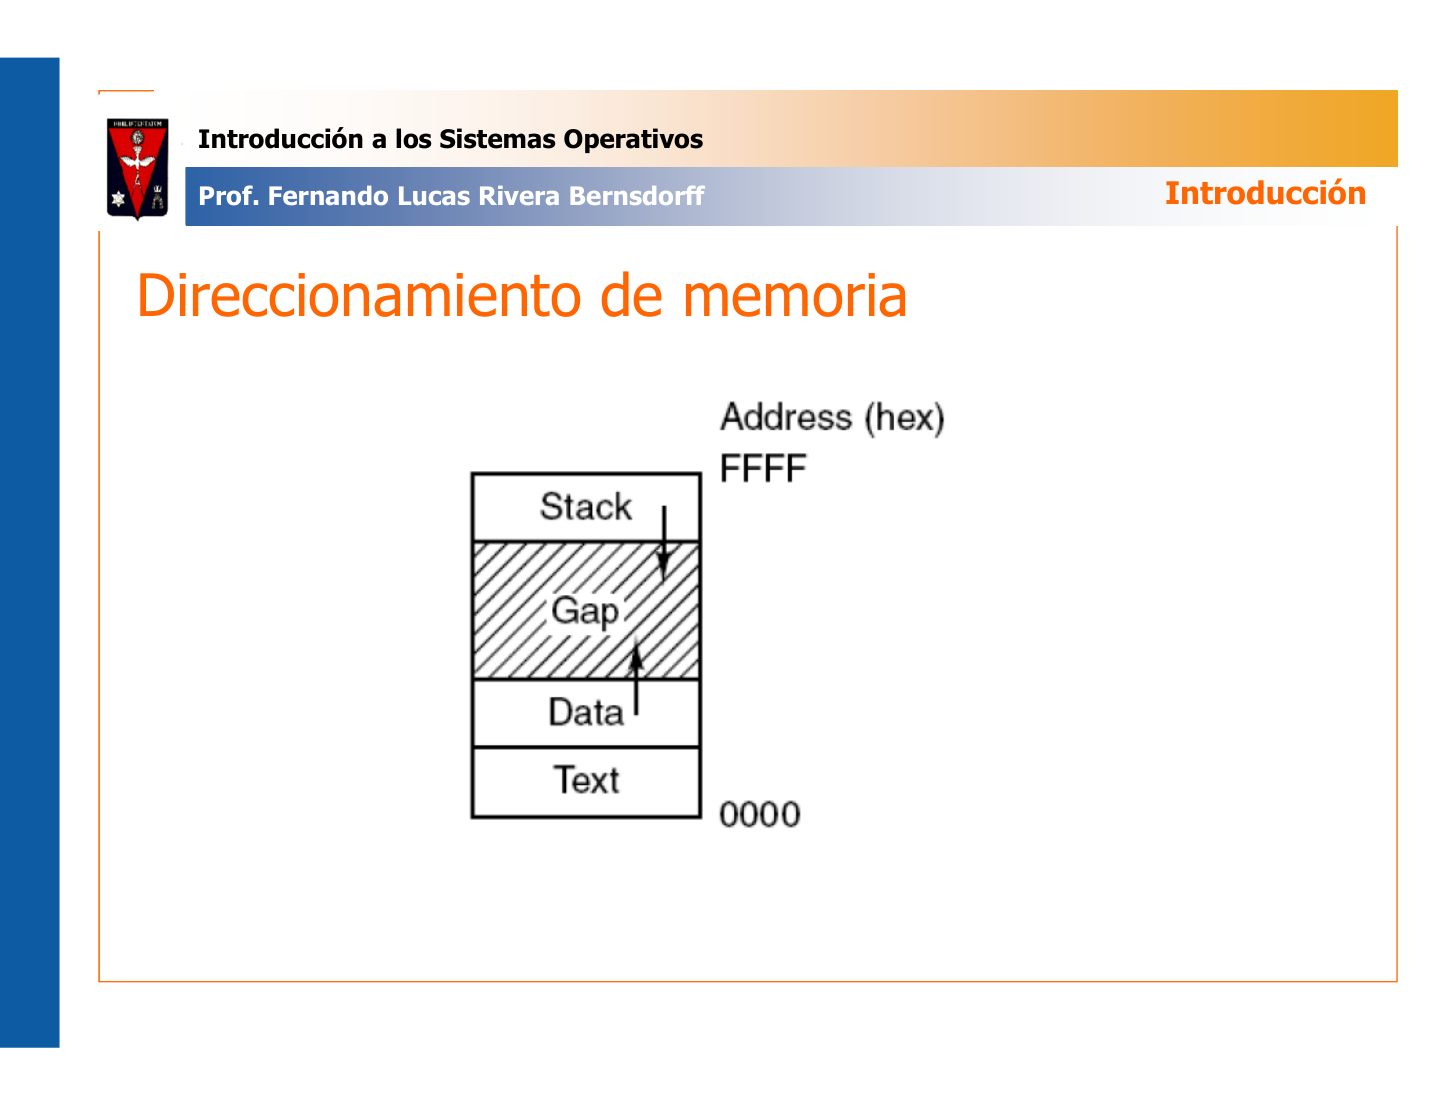 Introducción a los Sistemas Operativos
Prof. Fernando Lucas Rivera Bernsdorff
Introducción
Direccionamiento de memoria
Address (hex)
FFFF
Stack
Gap
Data
Text
0000